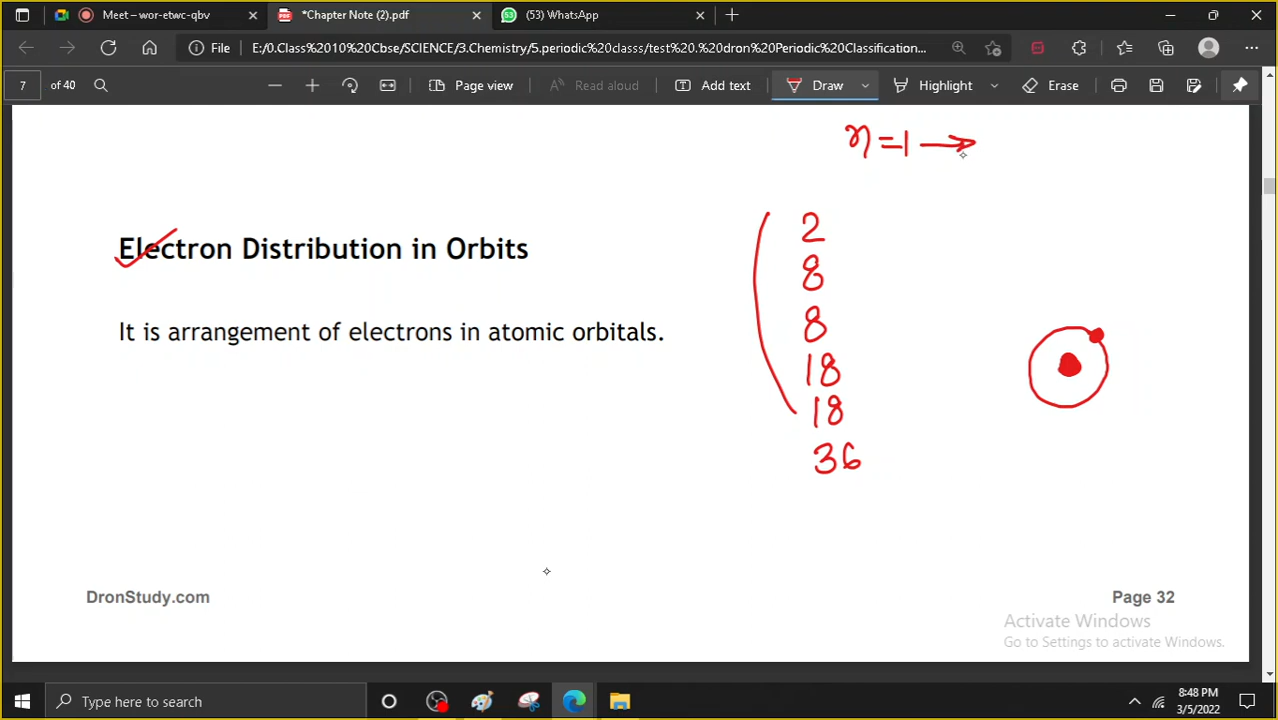 Meet – wor-etwc-qbv
*Chapter Note (2).pdf
(53) WhatsApp
File
E:/0.Class%2010%20Cbse/SCIENCE/3.Chemistry/5.periodic%20classs/test%20.%20dron%20Periodic%20Classification...
7 of 40
Page view
Read aloud
Add text
Draw
Highlight
Erase
n = 1 →
2
8
8
18
18
36
Electron Distribution in Orbits
It is arrangement of electrons in atomic orbitals.
DronStudy.com
Page 32
Activate Windows
Go to Settings to activate Windows.
Type here to search
8:48 PM
3/5/2022